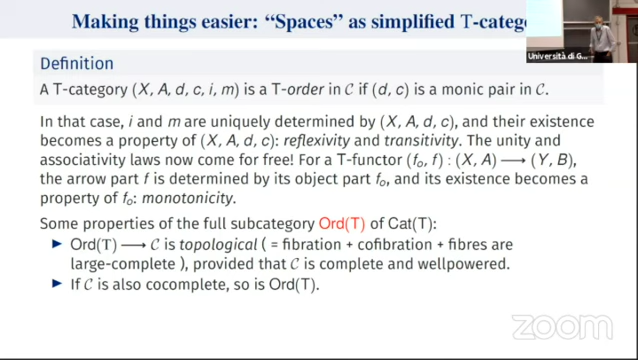 Making things easier: “Spaces” as simplified T-categ
Università di G...
Definition
A T-category (X, A, d, c, i, m) is a T-order in 𝒞 if (d, c) is a monic pair in 𝒞.
In that case, i and m are uniquely determined by (X, A, d, c), and their existence
becomes a property of (X, A, d, c): reflexivity and transitivity. The unity and
associativity laws now come for free! For a T-functor (fₒ, f) : (X, A) ⟶ (Y, B),
the arrow part f is determined by its object part fₒ, and its existence becomes a
property of fₒ: monotonicity.
Some properties of the full subcategory Ord(T) of Cat(T):
▶ Ord(T) ⟶ 𝒞 is topological ( = fibration + cofibration + fibres are
large-complete ), provided that 𝒞 is complete and wellpowered.
▶ If 𝒞 is also cocomplete, so is Ord(T).
zoom